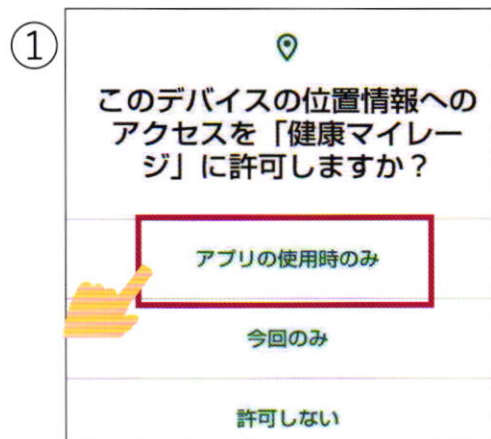 ①
このデバイスの位置情報への
アクセスを「健康マイレー
ジ」に許可しますか？
アプリの使用時のみ
今回のみ
許可しない